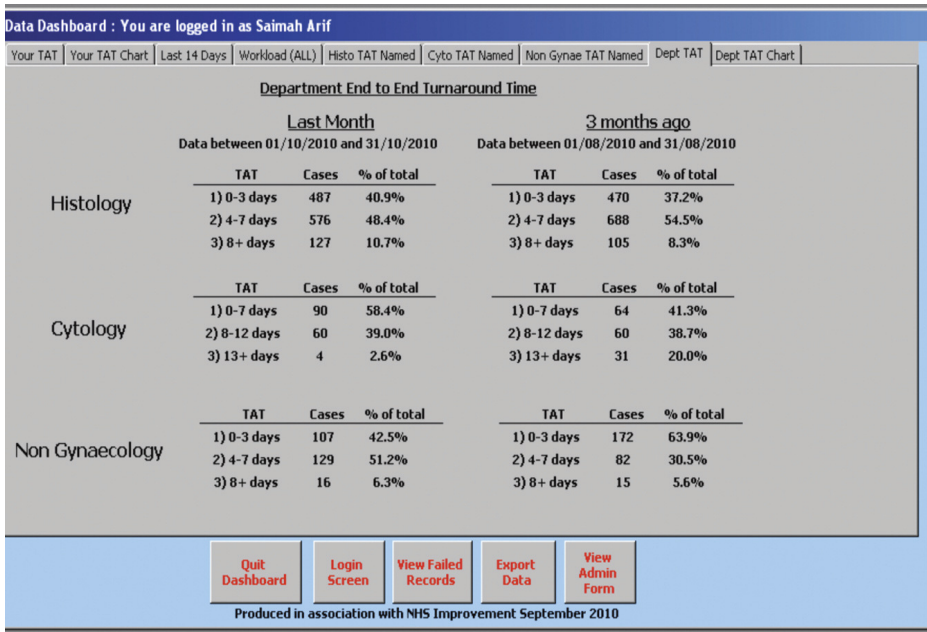 Data Dashboard : You are logged in as Saimah Arif
Your TAT Your TAT Chart Last 14 Days Workload (ALL) Histo TAT Named Cyto TAT Named Non Gynae TAT Named Dept TAT Dept TAT Chart
Department End to End Turnaround Time
Last Month 3 months ago
Data between 01/10/2010 and 31/10/2010 Data between 01/08/2010 and 31/08/2010
Histology
TAT Cases % of total
1) 0-3 days 487 40.9%
2) 4-7 days 576 48.4%
3) 8+ days 127 10.7%
TAT Cases % of total
1) 0-3 days 470 37.2%
2) 4-7 days 688 54.5%
3) 8+ days 105 8.3%
Cytology
TAT Cases % of total
1) 0-7 days 90 58.4%
2) 8-12 days 60 39.0%
3) 13+ days 4 2.6%
TAT Cases % of total
1) 0-7 days 64 41.3%
2) 8-12 days 60 38.7%
3) 13+ days 31 20.0%
Non Gynaecology
TAT Cases % of total
1) 0-3 days 107 42.5%
2) 4-7 days 129 51.2%
3) 8+ days 16 6.3%
TAT Cases % of total
1) 0-3 days 172 63.9%
2) 4-7 days 82 30.5%
3) 8+ days 15 5.6%
Quit
Dashboard
Login
Screen
View Failed
Records
Export
Data
View
Admin
Form
Produced in association with NHS Improvement September 2010